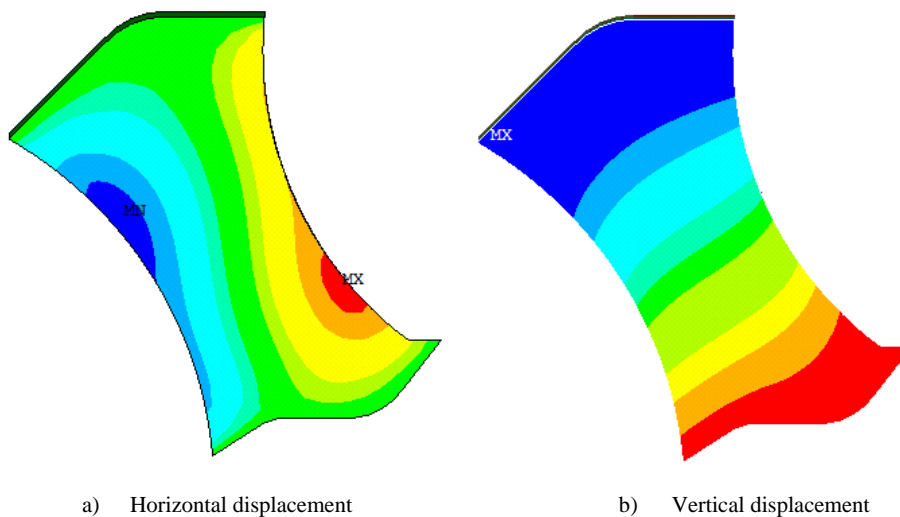 MX
MN
MX
a) Horizontal displacement
b) Vertical displacement